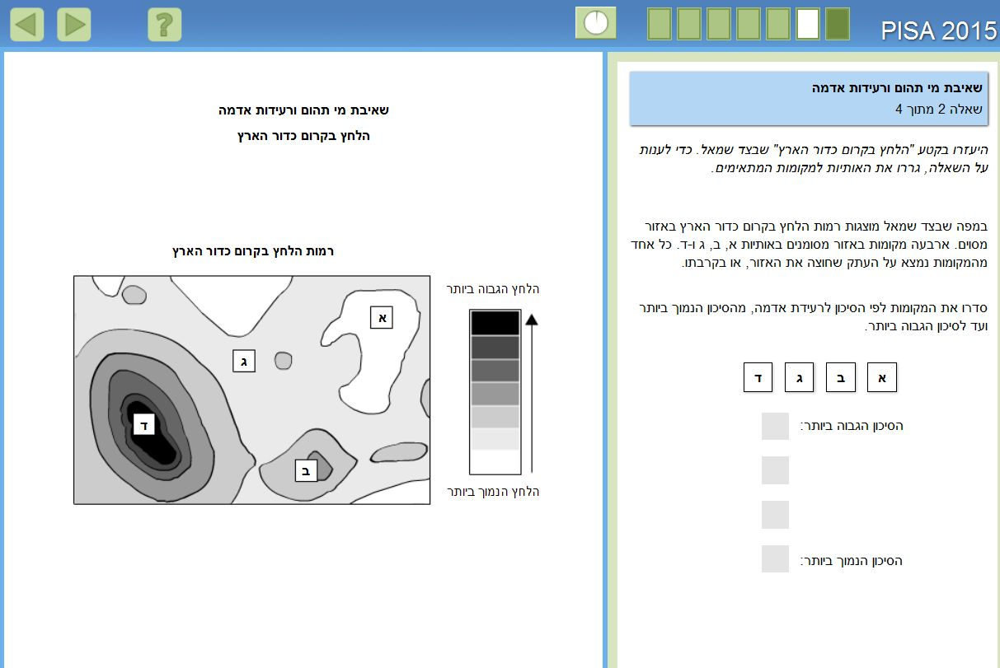 PISA 2015
?
שאיבת מי תהום ורעידות אדמה
שאלה 2 מתוך 4
היעזרו בקטע "הלחץ בקרום כדור הארץ" שבצד שמאל. כדי לענות
על השאלה, גררו את האותיות למקומות המתאימים.
במפה שבצד שמאל מוצגות רמות הלחץ בקרום כדור הארץ באזור
מסוים. ארבעה מקומות באזור מסומנים באותיות א, ב, ג ו-ד. כל אחד
מהמקומות נמצא על העתק שחוצה את האזור, או בקרבתו.
סדרו את המקומות לפי הסיכון לרעידת אדמה, מהסיכון הנמוך ביותר
ועד לסיכון הגבוה ביותר.
א ב ג ד
הסיכון הגבוה ביותר:
הסיכון הנמוך ביותר:
שאיבת מי תהום ורעידות אדמה
הלחץ בקרום כדור הארץ
רמות הלחץ בקרום כדור הארץ
הלחץ הגבוה ביותר
א
ג
ד
ב
הלחץ הנמוך ביותר